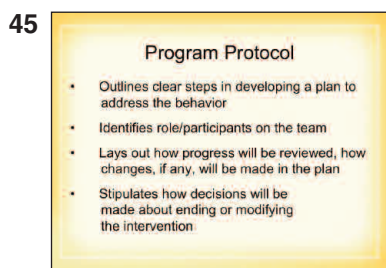 45
Program Protocol
• Outlines clear steps in developing a plan to
address the behavior
• Identifies role/participants on the team
• Lays out how progress will be reviewed, how
changes, if any, will be made in the plan
• Stipulates how decisions will be
made about ending or modifying
the intervention